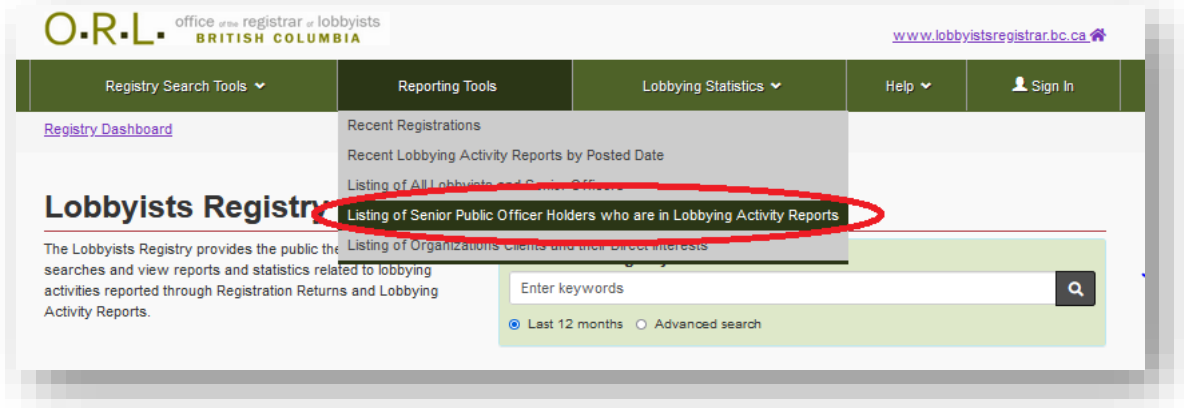 O.R.L. office of the registrar of lobbyists
BRITISH COLUMBIA
www.lobbyistsregistrar.bc.ca
Registry Search Tools
Reporting Tools
Lobbying Statistics
Help
Sign In
Registry Dashboard
Recent Registrations
Recent Lobbying Activity Reports by Posted Date
Listing of All Lobbyists and Senior Officers
Listing of Senior Public Officer Holders who are in Lobbying Activity Reports
Listing of Organizations Clients and their Direct Interests
Lobbyists Registry
The Lobbyists Registry provides the public the
searches and view reports and statistics related to lobbying
activities reported through Registration Returns and Lobbying
Activity Reports.
Enter keywords
Last 12 months
Advanced search